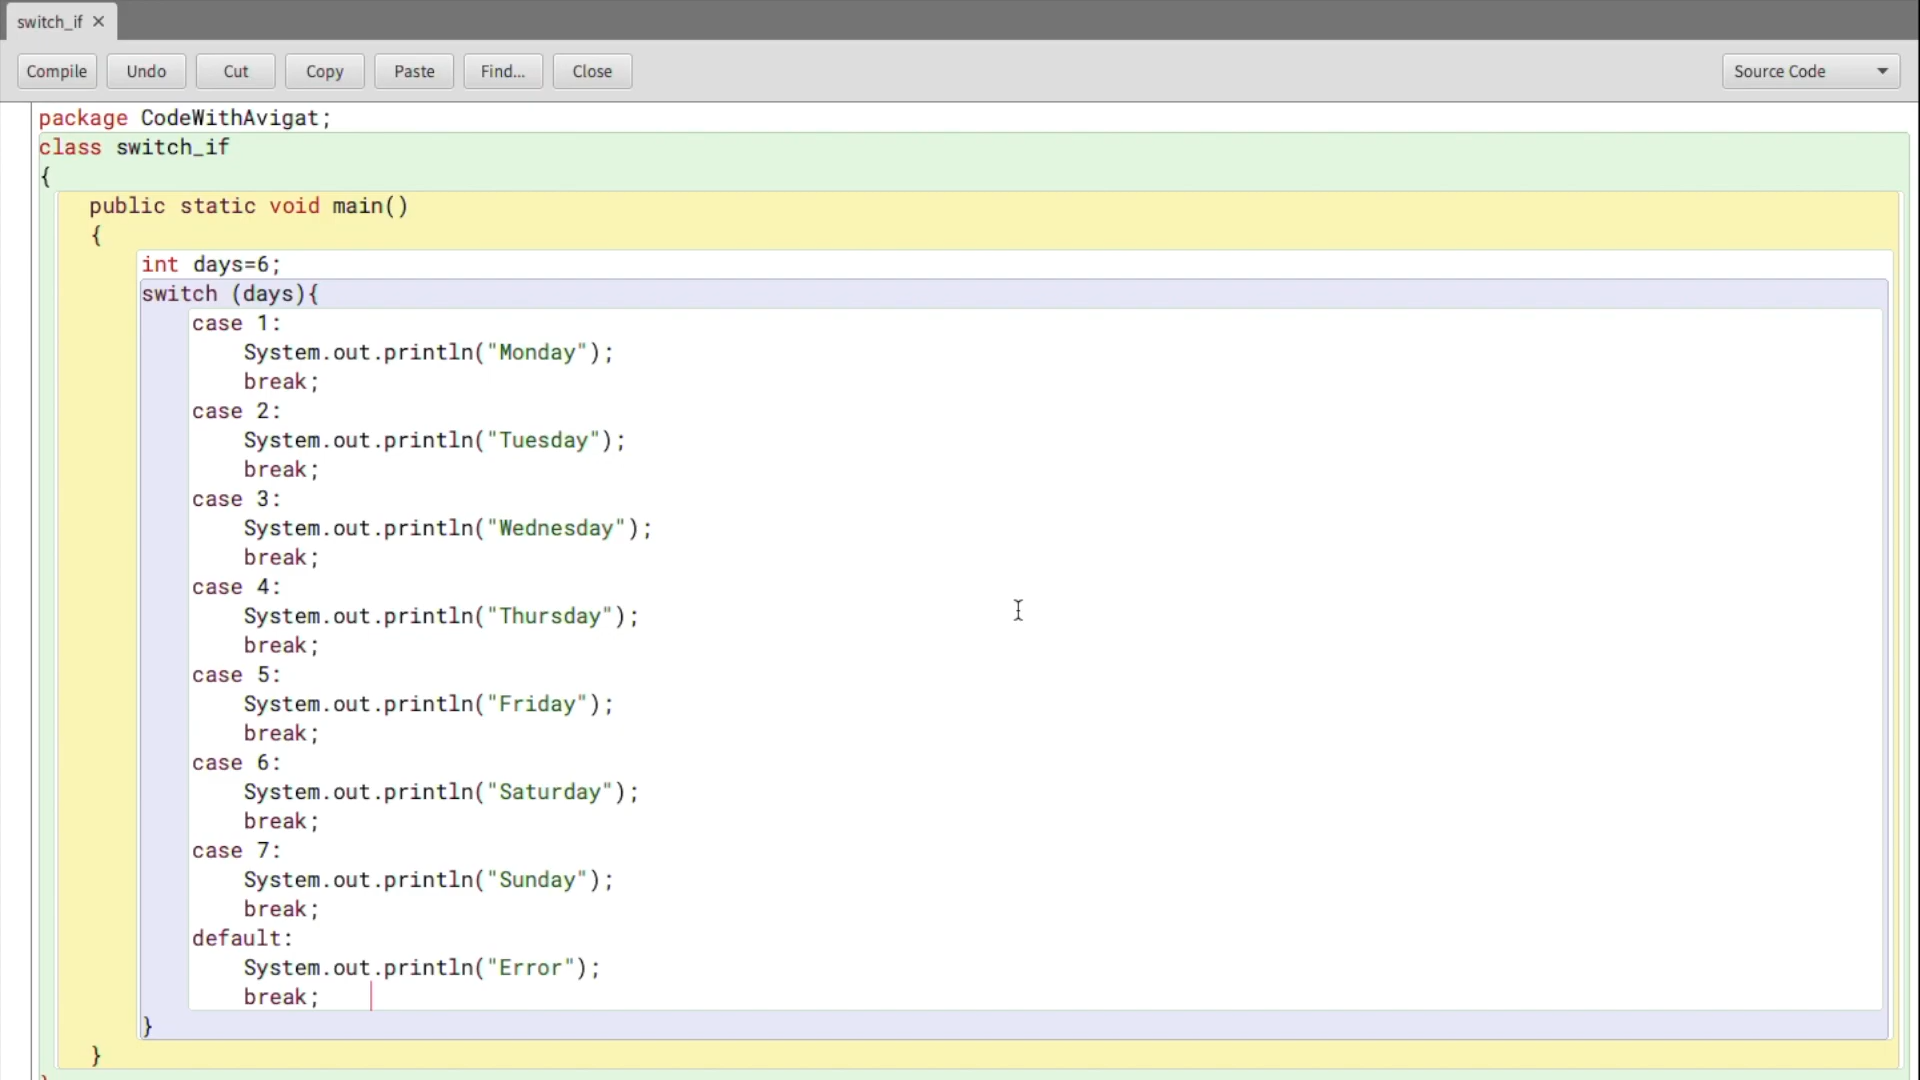 switch_if ✕
Compile Undo Cut Copy Paste Find... Close Source Code
package CodeWithAvigat;
class switch_if
{
public static void main()
{
int days=6;
switch (days){
case 1:
System.out.println("Monday");
break;
case 2:
System.out.println("Tuesday");
break;
case 3:
System.out.println("Wednesday");
break;
case 4:
System.out.println("Thursday");
break;
case 5:
System.out.println("Friday");
break;
case 6:
System.out.println("Saturday");
break;
case 7:
System.out.println("Sunday");
break;
default:
System.out.println("Error");
break;
}
}